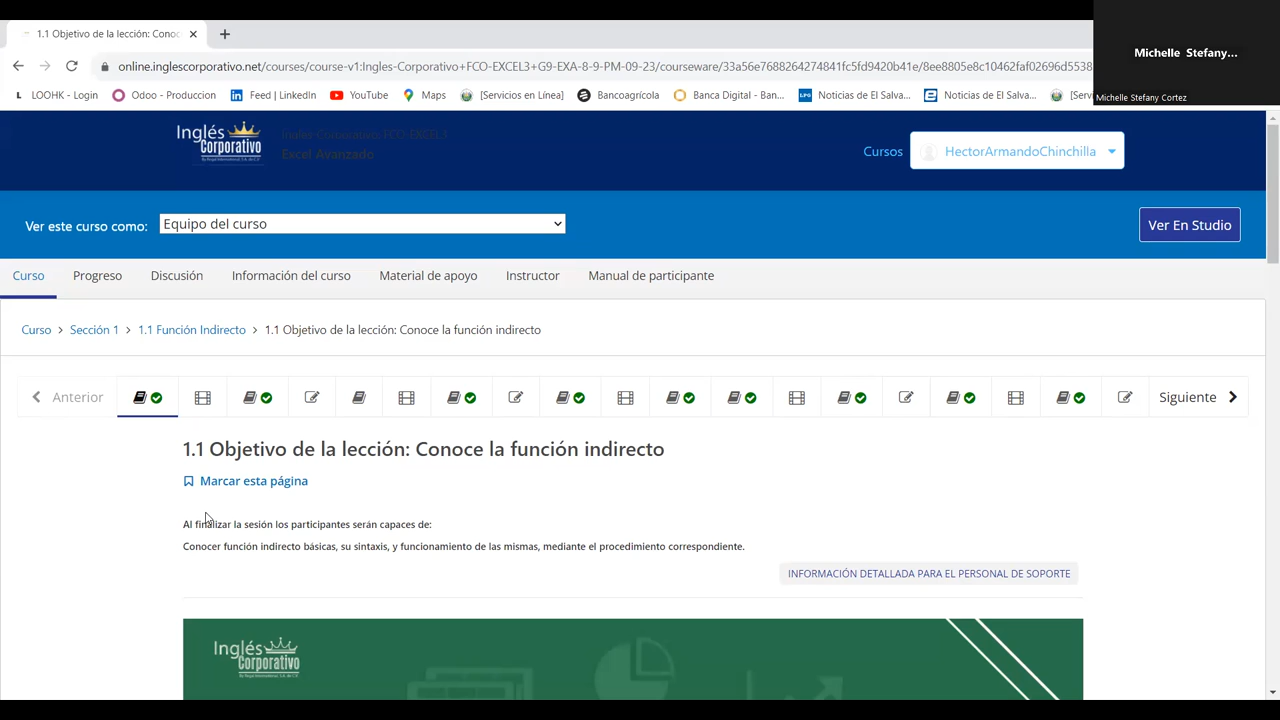 1.1 Objetivo de la lección: Conoc
Michelle Stefany...
Michelle Stefany Cortez
online.inglescorporativo.net/courses/course-v1:Ingles-Corporativo+FCO-EXCEL3+G9-EXA-8-9-PM-09-23/courseware/33a56e7688264274841fc5fd9420b41e/8ee8805e8c10462faf02696d5538
LOOHK - Login
Odoo - Produccion
Feed | LinkedIn
YouTube
Maps
[Servicios en Línea]
Bancoagrícola
Banca Digital - Ban...
Noticias de El Salva...
Noticias de El Salva...
[Serv
Inglés
Corporativo
Ingles Corporativo: FCO-EXCEL3
Excel Avanzado
Cursos
HectorArmandoChinchilla
Ver este curso como:
Equipo del curso
Ver En Studio
Curso
Progreso
Discusión
Información del curso
Material de apoyo
Instructor
Manual de participante
Curso > Sección 1 > 1.1 Función Indirecto > 1.1 Objetivo de la lección: Conoce la función indirecto
Anterior
Siguiente
1.1 Objetivo de la lección: Conoce la función indirecto
Marcar esta página
Al finalizar la sesión los participantes serán capaces de:
Conocer función indirecto básicas, su sintaxis, y funcionamiento de las mismas, mediante el procedimiento correspondiente.
INFORMACIÓN DETALLADA PARA EL PERSONAL DE SOPORTE
Inglés
Corporativo